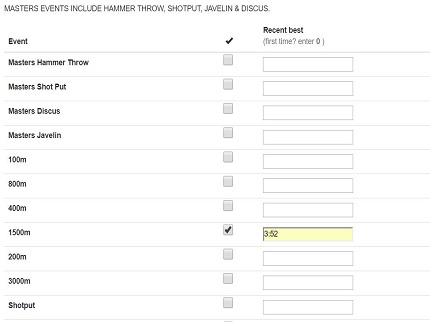 MASTERS EVENTS INCLUDE HAMMER THROW, SHOTPUT, JAVELIN & DISCUS.
Event ✔ Recent best
(first time? enter 0 )
Masters Hammer Throw
Masters Shot Put
Masters Discus
Masters Javelin
100m
800m
400m
1500m 3:52
200m
3000m
Shotput